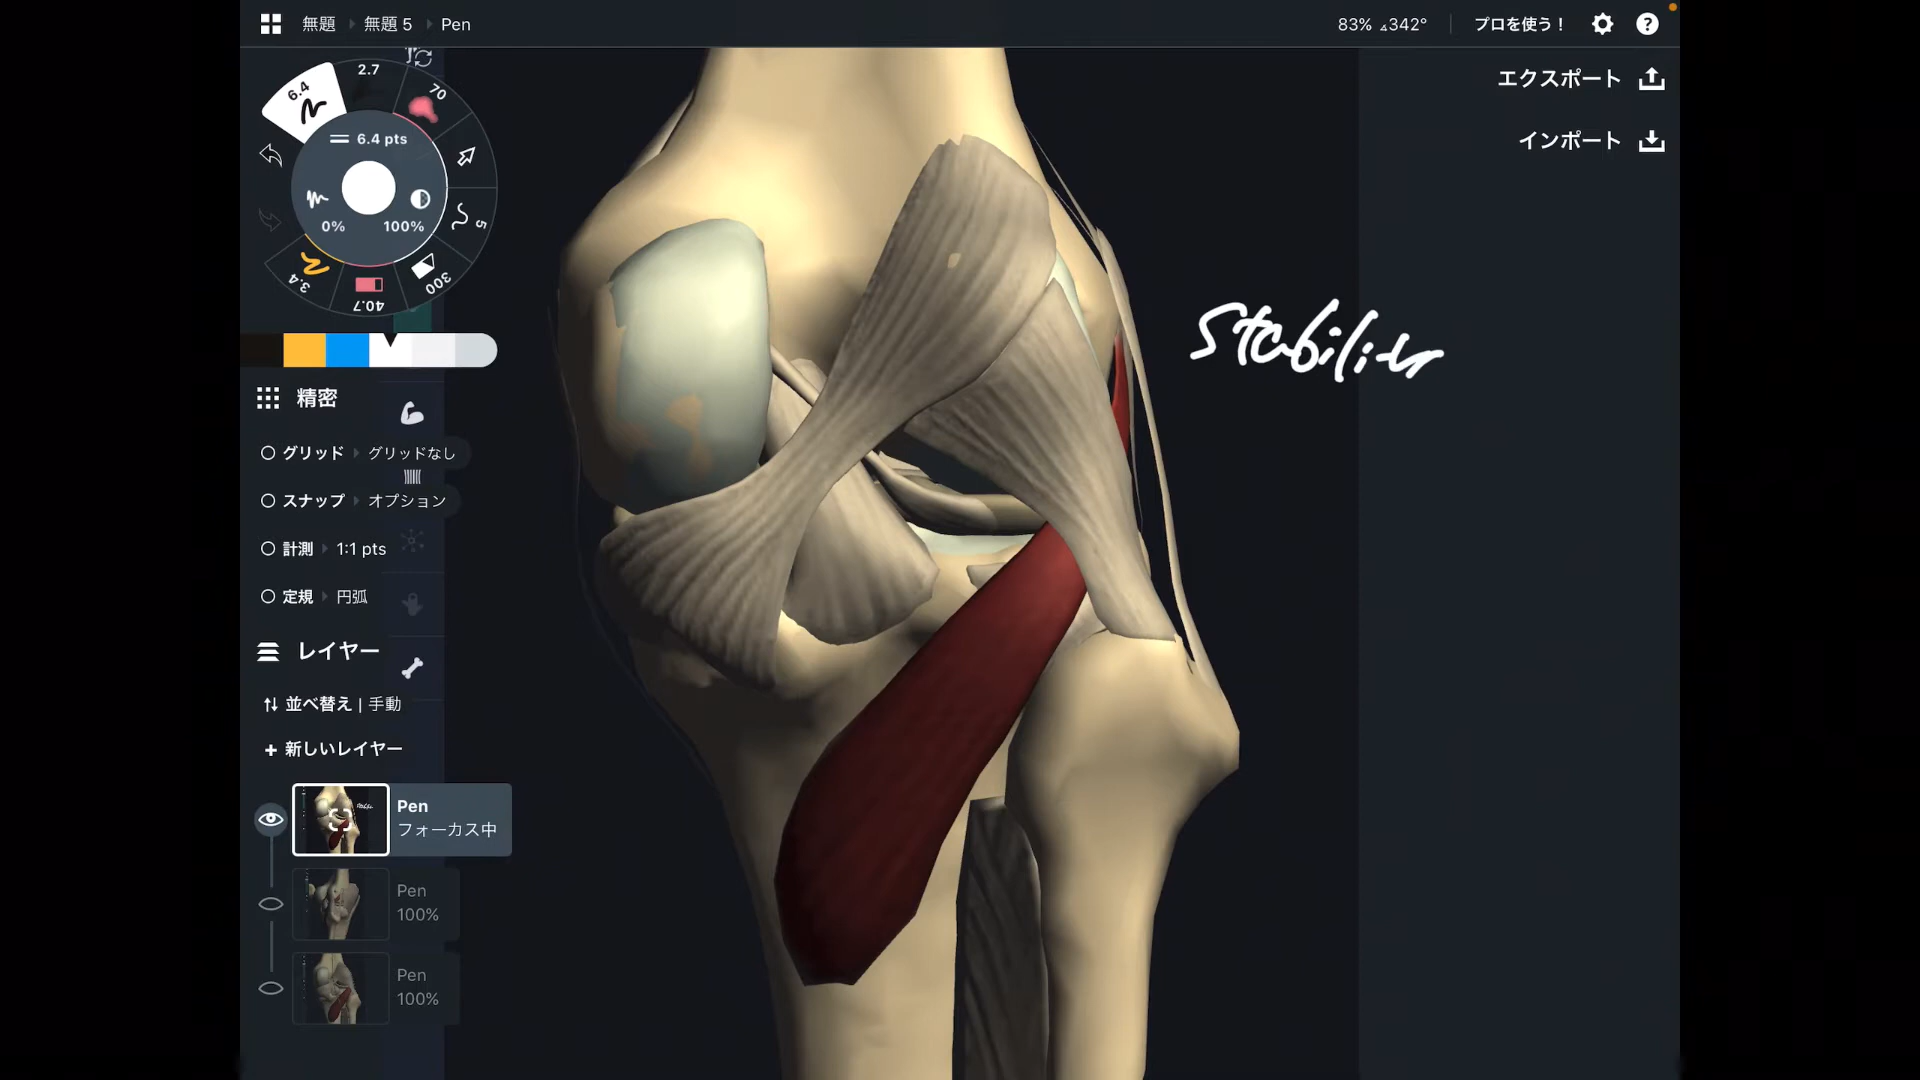 無題 無題 5 Pen
83% ⊿342°
プロを使う！
エクスポート
インポート
6.4
2.7
70
5
300
40.7
3.4
6.4 pts
0% 100%
精密
グリッド グリッドなし
スナップ オプション
計測 1:1 pts
定規 円弧
レイヤー
並べ替え | 手動
+ 新しいレイヤー
Pen
フォーカス中
Pen
100%
Pen
100%